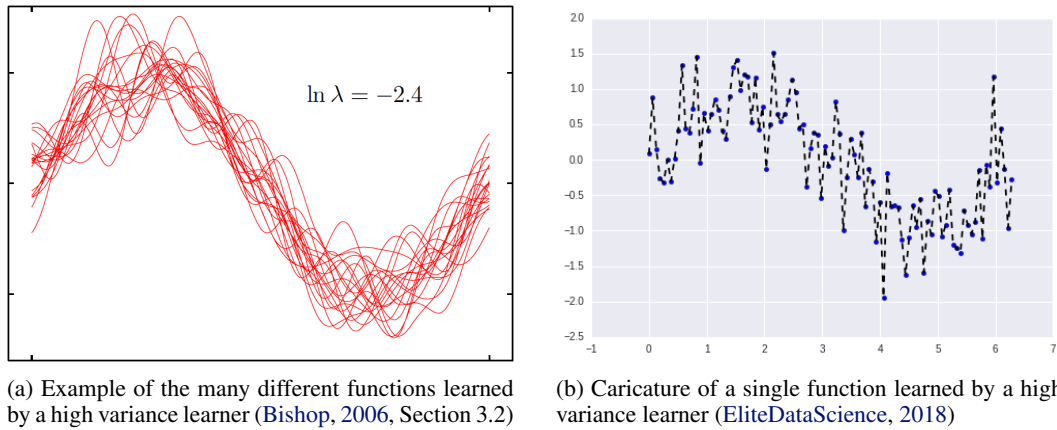 ln λ = −2.4
2.0
1.5
1.0
0.5
0.0
−0.5
−1.0
−1.5
−2.0
−2.5
−1 0 1 2 3 4 5 6 7
(a) Example of the many different functions learned
by a high variance learner (Bishop, 2006, Section 3.2)
(b) Caricature of a single function learned by a high
variance learner (EliteDataScience, 2018)